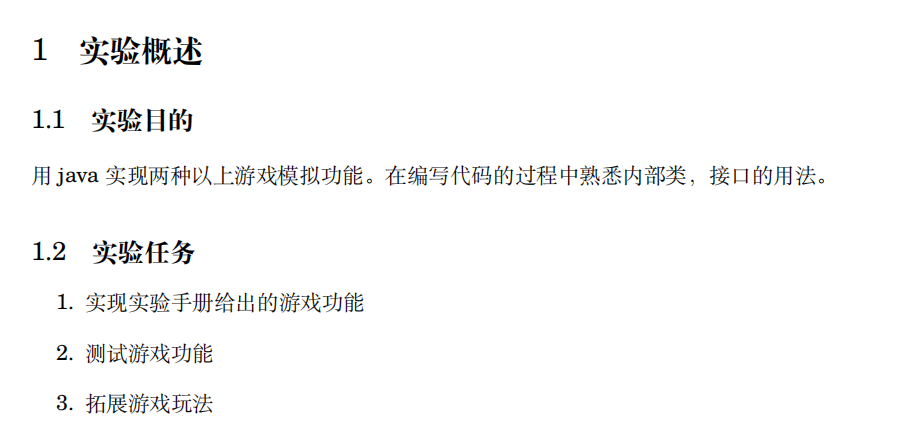 1 实验概述
1.1 实验目的
用 java 实现两种以上游戏模拟功能。在编写代码的过程中熟悉内部类，接口的用法。
1.2 实验任务
1. 实现实验手册给出的游戏功能
2. 测试游戏功能
3. 拓展游戏玩法